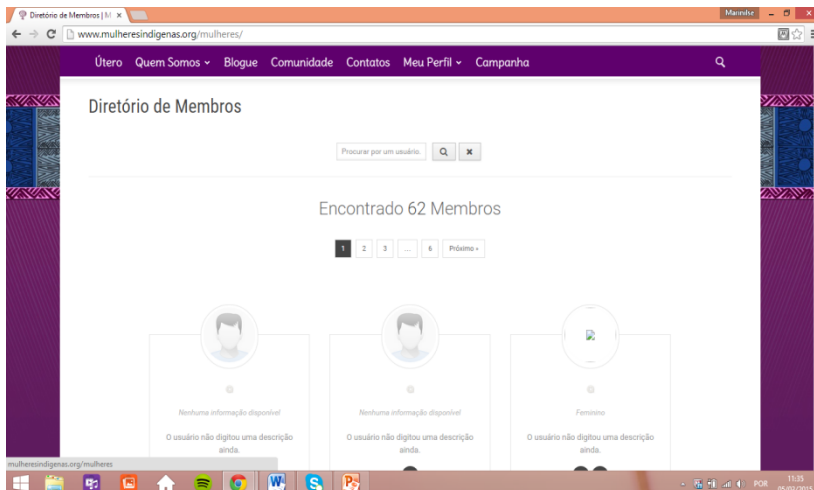 Diretório de Membros | M ×
Marinilse
www.mulheresindigenas.org/mulheres/
Útero Quem Somos Blogue Comunidade Contatos Meu Perfil Campanha
Diretório de Membros
Procurar por um usuário.
Encontrado 62 Membros
1 2 3 ... 6 Próximo »
Nenhuma informação disponível
Nenhuma informação disponível
Feminino
O usuário não digitou uma descrição
ainda.
O usuário não digitou uma descrição
ainda.
O usuário não digitou uma descrição
ainda.
mulheresindigenas.org/mulheres
POR
11:35